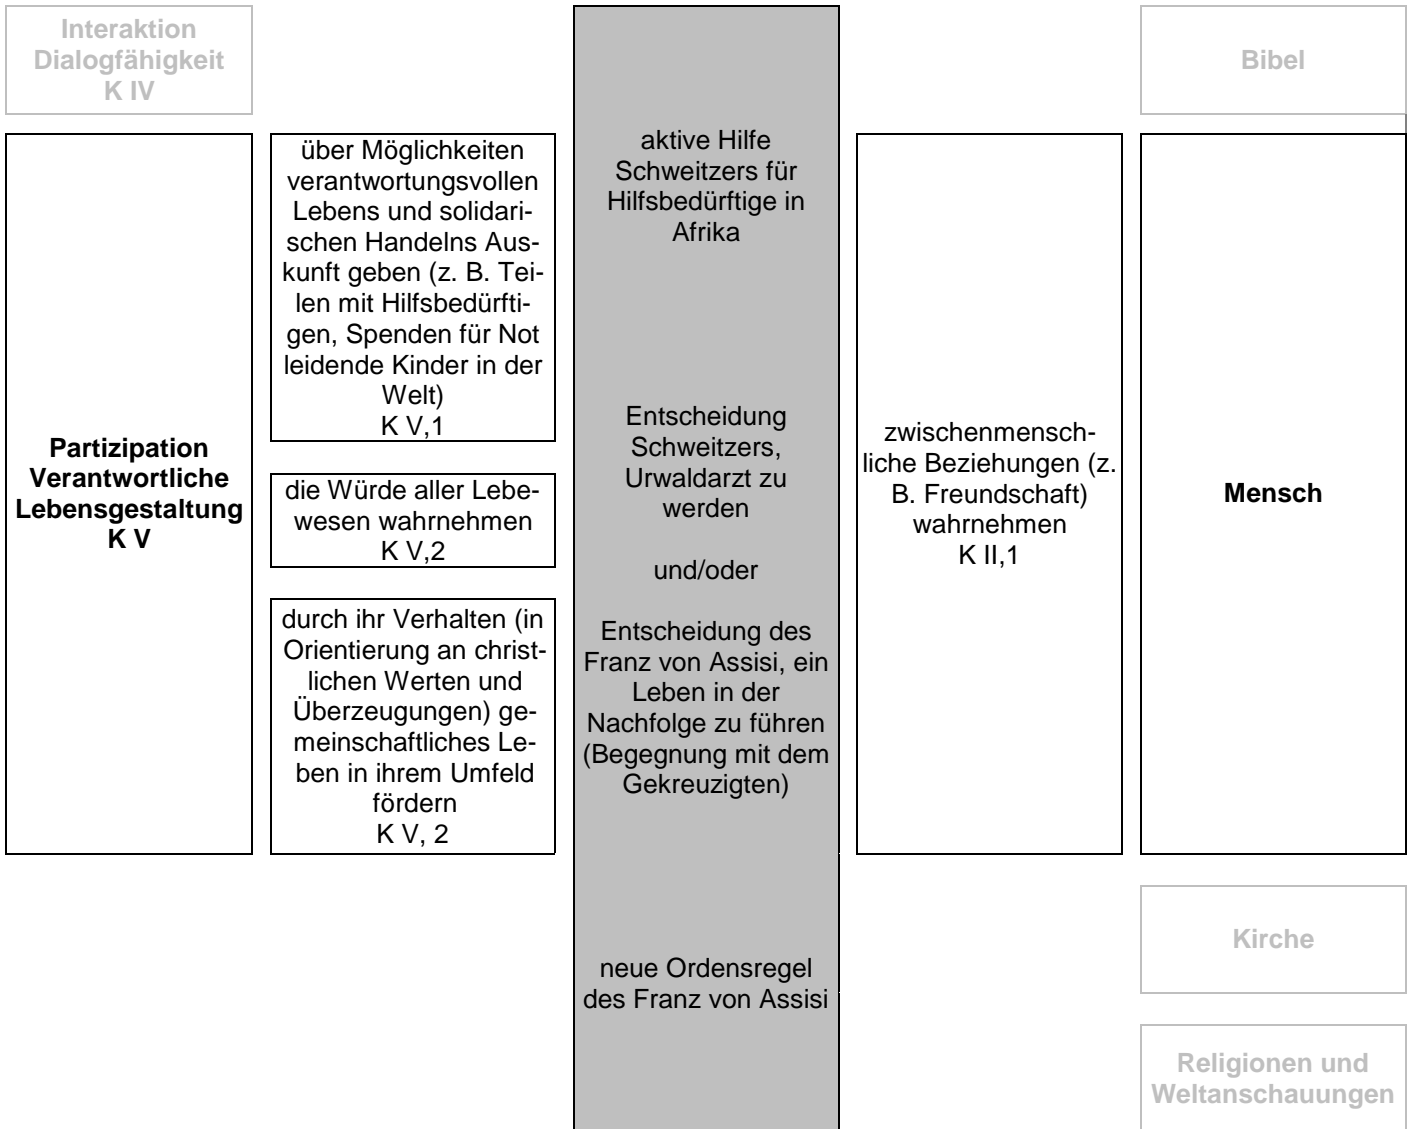 Interaktion
Dialogfähigkeit
K IV
Partizipation
Verantwortliche
Lebensgestaltung
K V
über Möglichkeiten
verantwortungsvollen
Lebens und solidari-
schen Handelns Aus-
kunft geben (z. B. Tei-
len mit Hilfsbedürfti-
gen, Spenden für Not
leidende Kinder in der
Welt)
K V,1
die Würde aller Lebe-
wesen wahrnehmen
K V,2
durch ihr Verhalten (in
Orientierung an christ-
lichen Werten und
Überzeugungen) ge-
meinschaftliches Le-
ben in ihrem Umfeld
fördern
K V, 2
aktive Hilfe
Schweitzers für
Hilfsbedürftige in
Afrika
Entscheidung
Schweitzers,
Urwaldarzt zu
werden
und/oder
Entscheidung des
Franz von Assisi, ein
Leben in der
Nachfolge zu führen
(Begegnung mit dem
Gekreuzigten)
neue Ordensregel
des Franz von Assisi
zwischenmensch-
liche Beziehungen (z.
B. Freundschaft)
wahrnehmen
K II,1
Bibel
Mensch
Kirche
Religionen und
Weltanschauungen